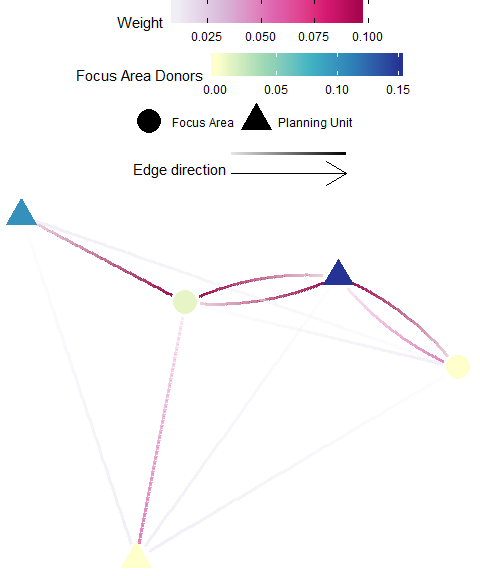 Weight
0.025 0.050 0.075 0.100
Focus Area Donors
0.00 0.05 0.10 0.15
Focus Area Planning Unit
Edge direction